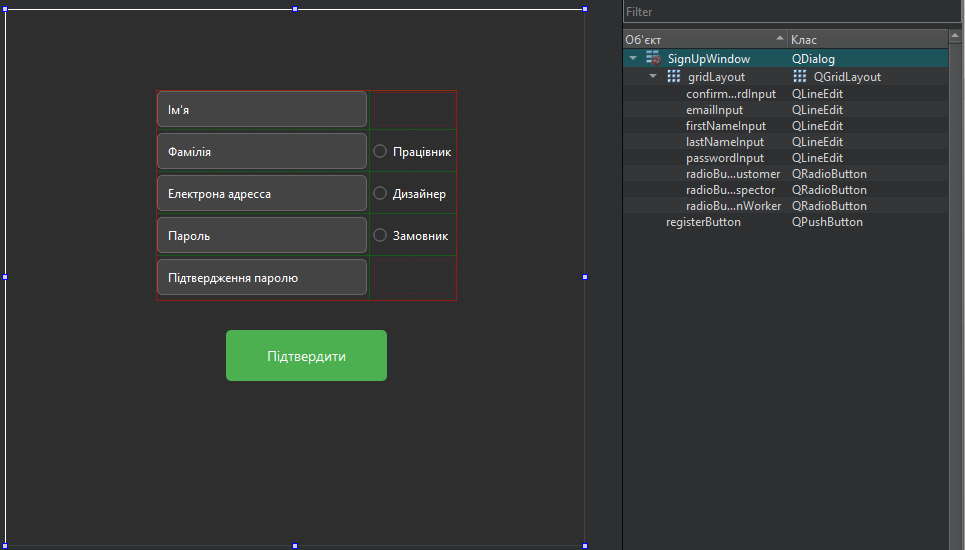 Ім'я
Фамілія
Працівник
Електрона адресса
Дизайнер
Пароль
Замовник
Підтвердження паролю
Підтвердити
Filter
Об'єкт Клас
SignUpWindow QDialog
gridLayout QGridLayout
confirm...rdInput QLineEdit
emailInput QLineEdit
firstNameInput QLineEdit
lastNameInput QLineEdit
passwordInput QLineEdit
radioBu...ustomer QRadioButton
radioBu...spector QRadioButton
radioBu...nWorker QRadioButton
registerButton QPushButton